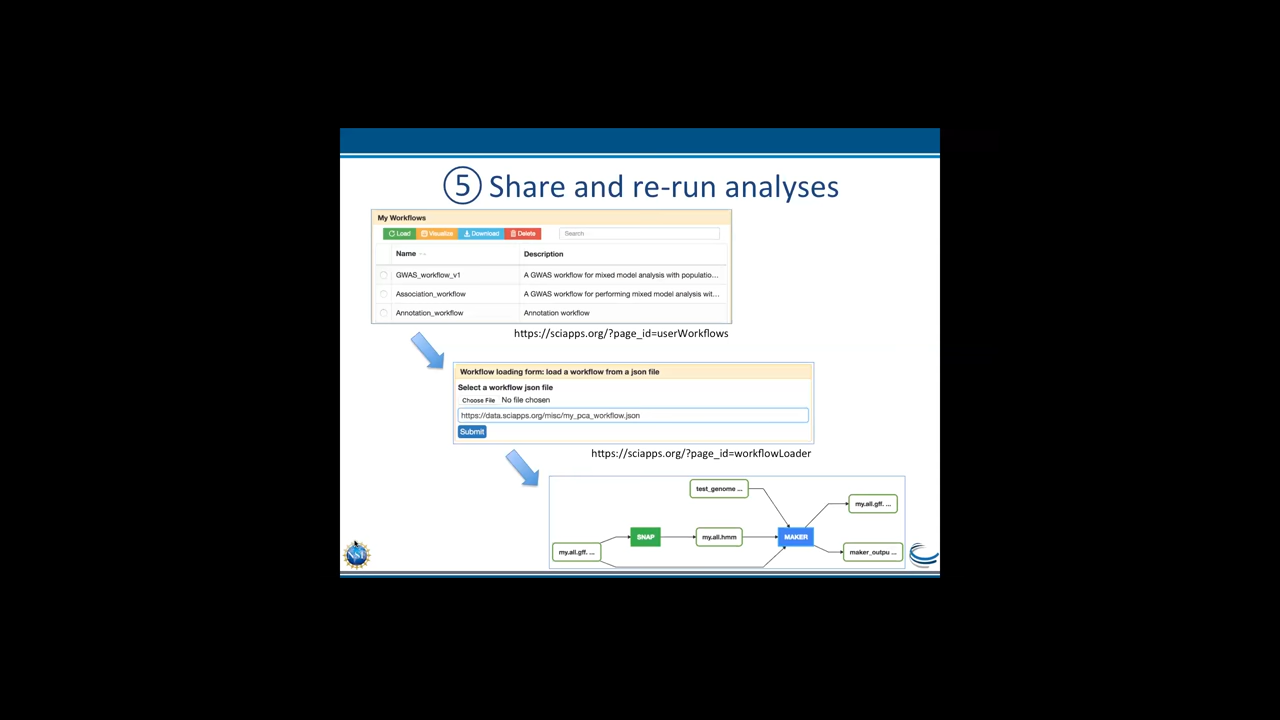 ⑤ Share and re-run analyses
My Workflows
Load Visualize Download Delete Search
Name Description
GWAS_workflow_v1 A GWAS workflow for mixed model analysis with populatio...
Association_workflow A GWAS workflow for performing mixed model analysis wit...
Annotation_workflow Annotation workflow
https://sciapps.org/?page_id=userWorkflows
Workflow loading form: load a workflow from a json file
Select a workflow json file
Choose File No file chosen
https://data.sciapps.org/misc/my_pca_workflow.json
Submit
https://sciapps.org/?page_id=workflowLoader
test_genome ...
my.all.gff. ...
SNAP my.all.hmm MAKER
my.all.gff. ... maker_outpu ...
NSF